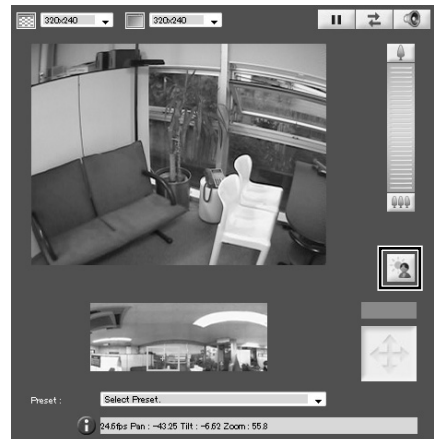 320x240
320x240
Preset :
Select Preset.
24.6fps Pan : -43.25 Tilt : -6.62 Zoom : 55.8